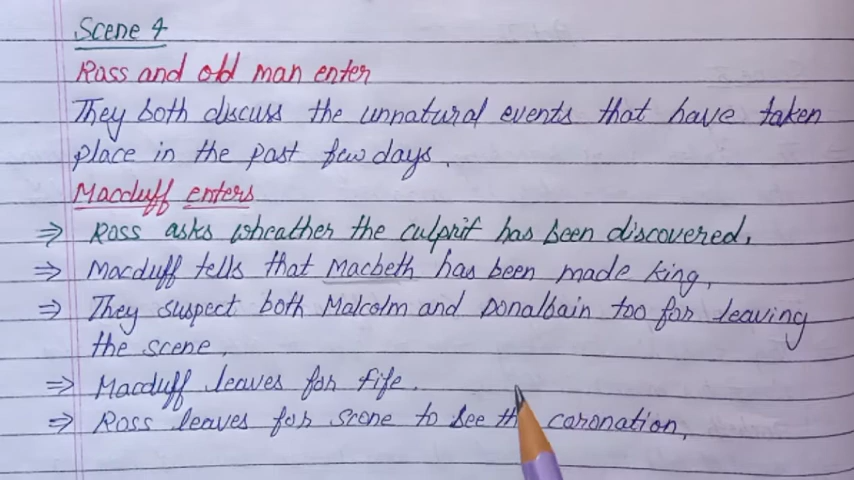 Scene 4
Ross and old man enter
They both discuss the unnatural events that have taken
place in the past few days.
Macduff enters
⇒ Ross asks wheather the culprit has been discovered.
⇒ Macduff tells that Macbeth has been made king.
⇒ They suspect both Malcolm and Donalbain too for leaving
the scene.
⇒ Macduff leaves for fife.
⇒ Ross leaves for scone to see the coronation.